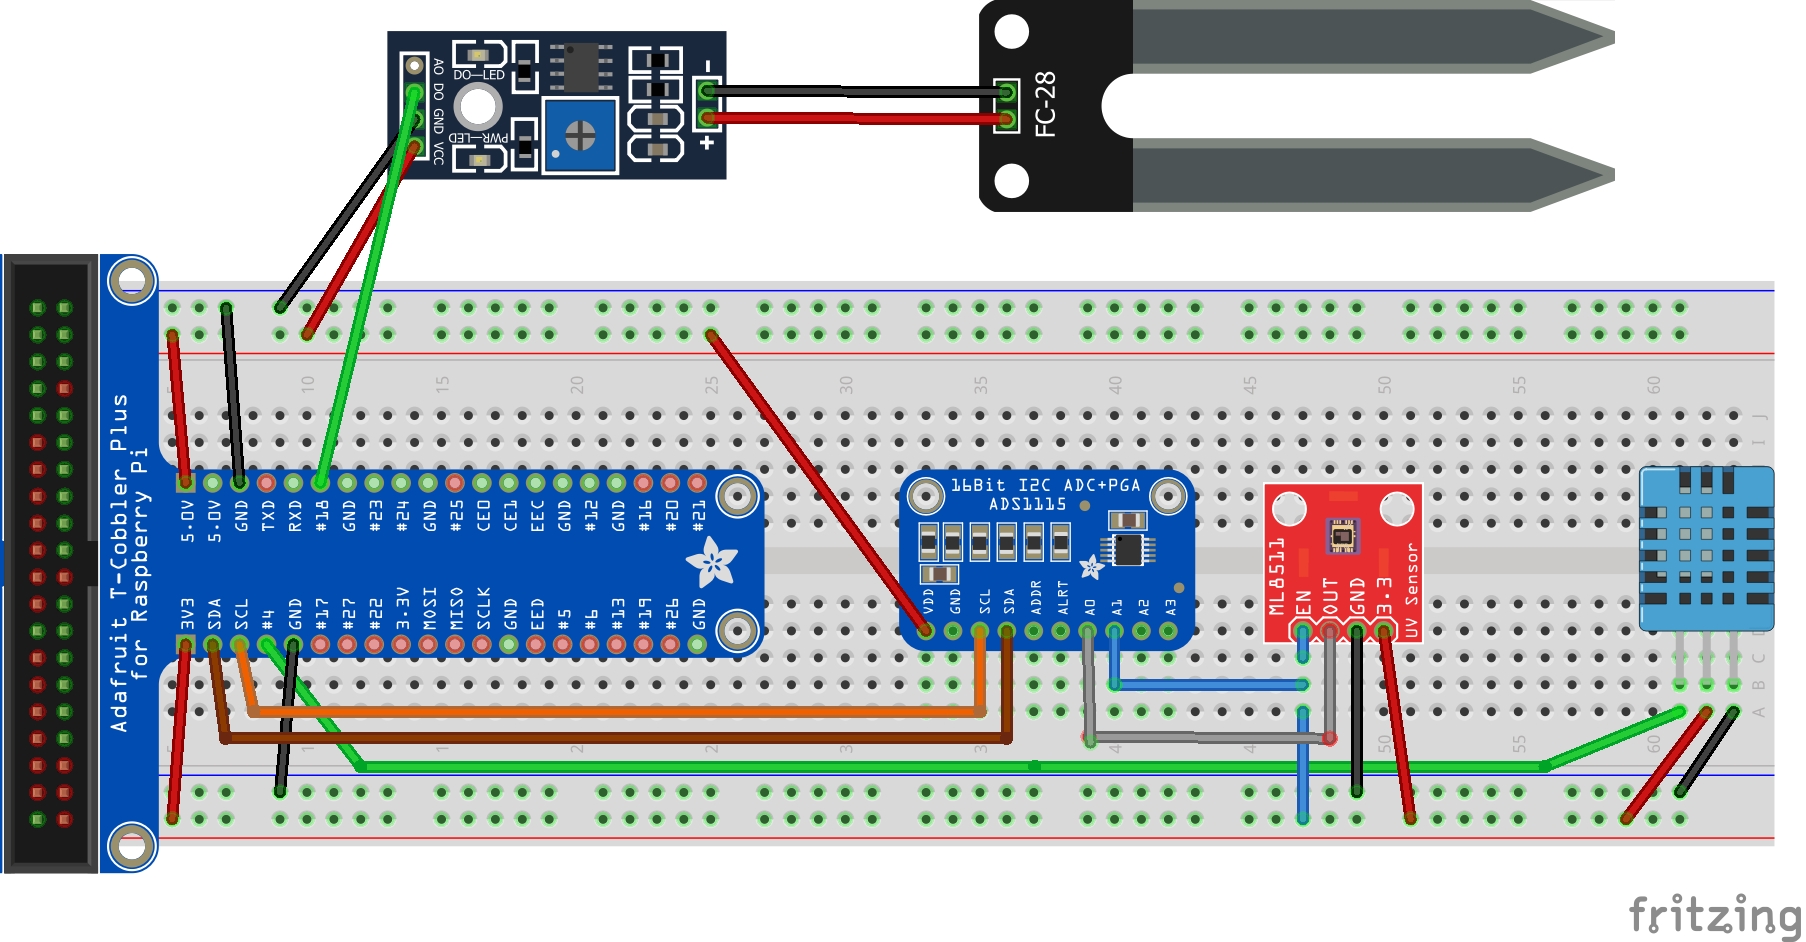 AO
DO
GND
VCC
DO—LED
PWR—LED
-
+
FC-28
Adafruit T-Cobbler Plus
for Raspberry Pi
5 10 15 20 25 30 35 40 45 50 55 60
J
I
5.0V 5.0V GND TXD RXD #18 GND #23 #24 GND #25 CE0 CE1 EEC GND #12 GND #16 #20 #21
3V3 SDA SCL #4 GND #17 #27 #22 3.3V MOSI MISO SCLK GND EED #5 #6 #13 #19 #26 GND
16Bit I2C ADC+PGA
ADS1115
VDD GND SCL SDA ADDR ALRT A0 A1 A2 A3
ML8511
EN OUT GND 3.3
UV Sensor
C
B
A
55 60
fritzing